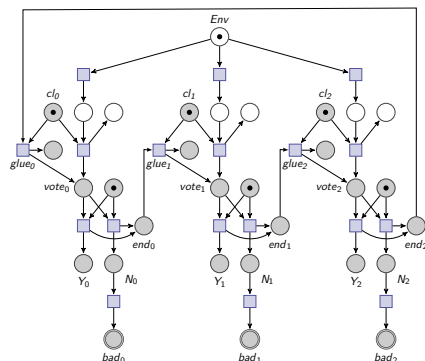 Env
cl0 cl1 cl2
glue0 glue1 glue2
vote0 vote1 vote2
end0 end1 end2
Y0 N0 Y1 N1 Y2 N2
bad0 bad1 bad2